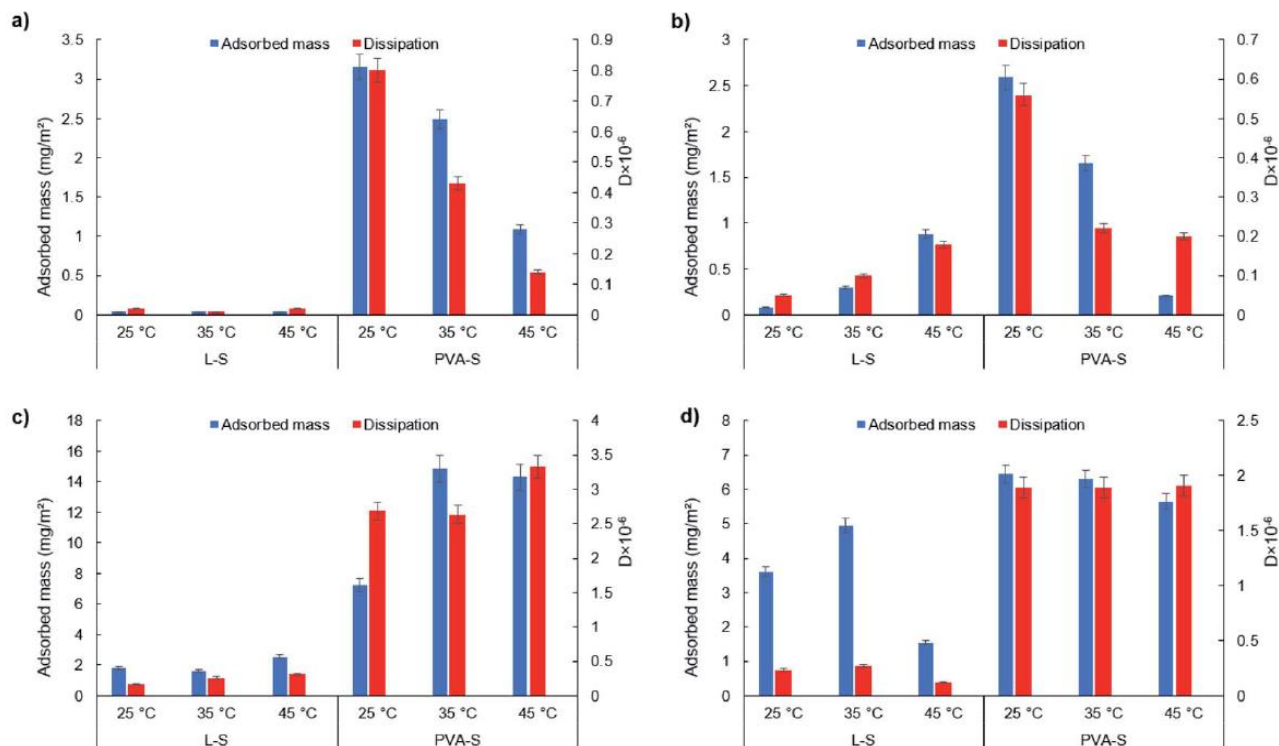 a)
Adsorbed mass Dissipation
Adsorbed mass (mg/m²)
3.5
3
2.5
2
1.5
1
0.5
0
D×10⁻⁶
0.9
0.8
0.7
0.6
0.5
0.4
0.3
0.2
0.1
0
25 °C 35 °C 45 °C 25 °C 35 °C 45 °C
L-S PVA-S
b)
Adsorbed mass Dissipation
Adsorbed mass (mg/m²)
3
2.5
2
1.5
1
0.5
0
D×10⁻⁶
0.7
0.6
0.5
0.4
0.3
0.2
0.1
0
25 °C 35 °C 45 °C 25 °C 35 °C 45 °C
L-S PVA-S
c)
Adsorbed mass Dissipation
Adsorbed mass (mg/m²)
18
16
14
12
10
8
6
4
2
0
D×10⁻⁶
4
3.5
3
2.5
2
1.5
1
0.5
0
25 °C 35 °C 45 °C 25 °C 35 °C 45 °C
L-S PVA-S
d)
Adsorbed mass Dissipation
Adsorbed mass (mg/m²)
8
7
6
5
4
3
2
1
0
D×10⁻⁶
2.5
2
1.5
1
0.5
0
25 °C 35 °C 45 °C 25 °C 35 °C 45 °C
L-S PVA-S